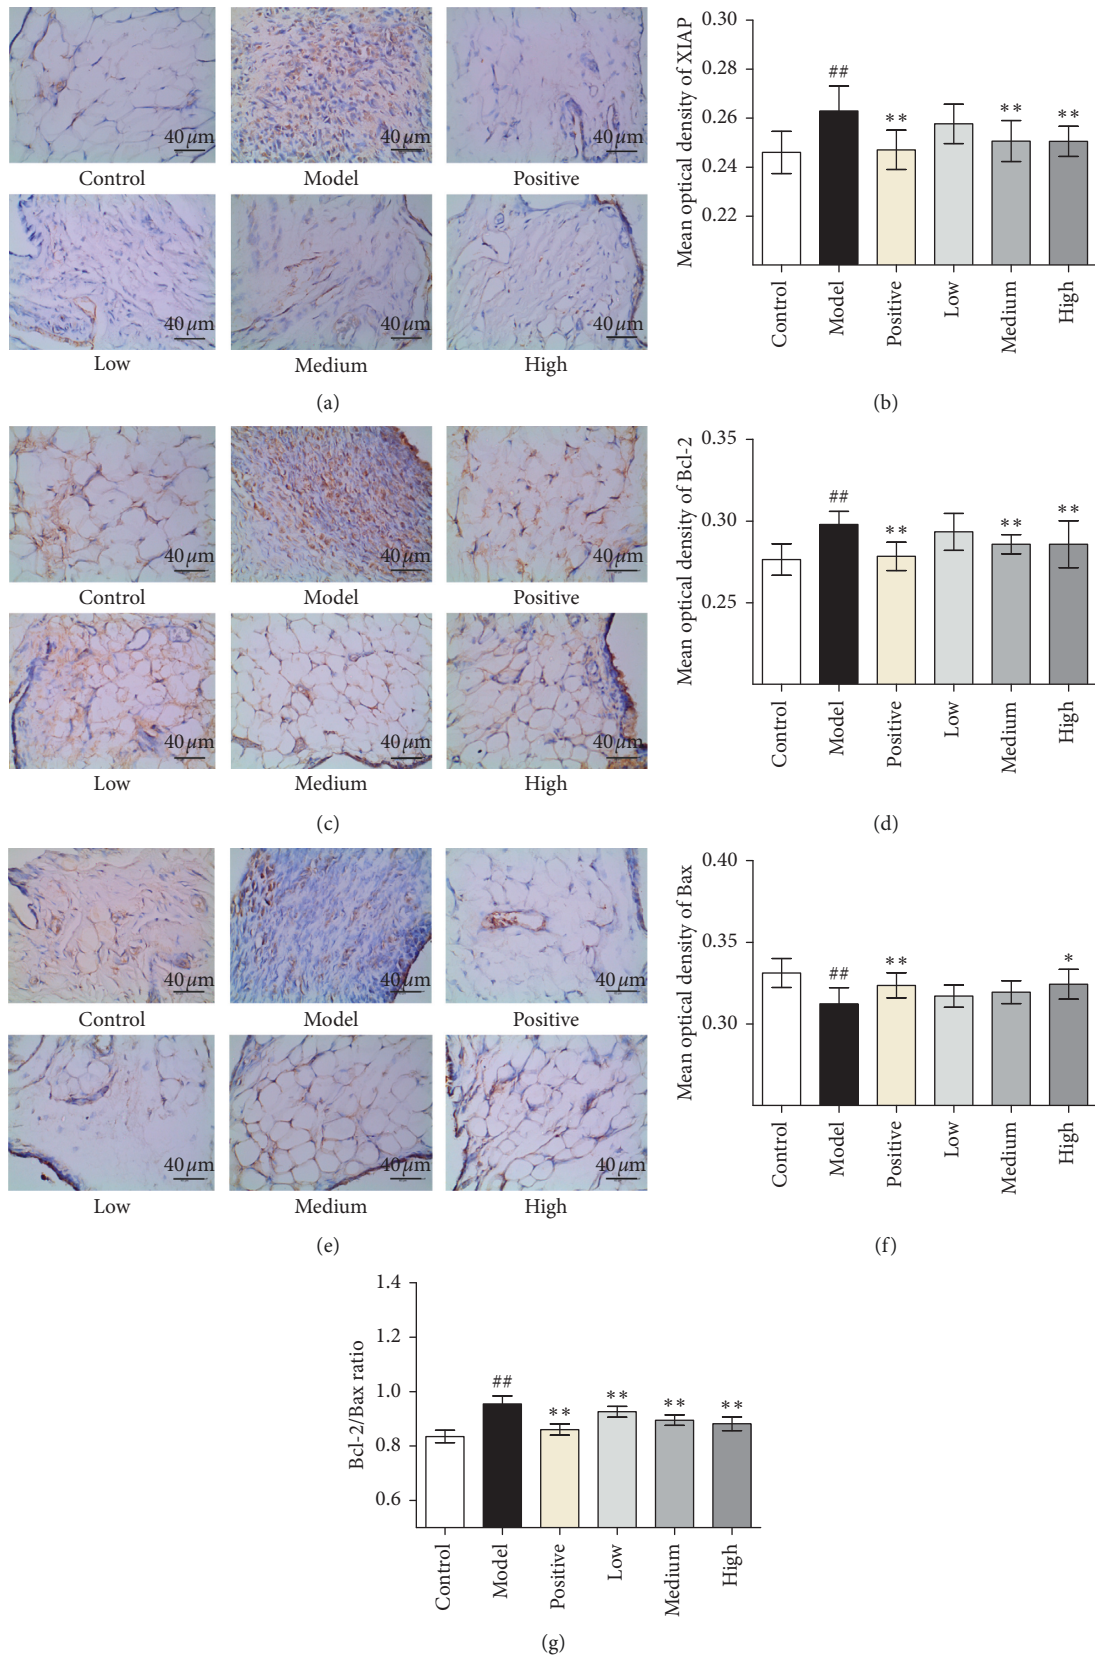 40 μm 40 μm 40 μm
Control Model Positive
40 μm 40 μm 40 μm
Low Medium High
(a)
Mean optical density of XIAP
0.30
0.28
0.26
0.24
0.22
## ** ** **
Control Model Positive Low Medium High
(b)
40 μm 40 μm 40 μm
Control Model Positive
40 μm 40 μm 40 μm
Low Medium High
(c)
Mean optical density of Bcl-2
0.35
0.30
0.25
## ** ** **
Control Model Positive Low Medium High
(d)
40 μm 40 μm 40 μm
Control Model Positive
40 μm 40 μm 40 μm
Low Medium High
(e)
Mean optical density of Bax
0.40
0.35
0.30
## ** *
Control Model Positive Low Medium High
(f)
Bcl-2/Bax ratio
1.4
1.2
1.0
0.8
0.6
## ** ** ** **
Control Model Positive Low Medium High
(g)